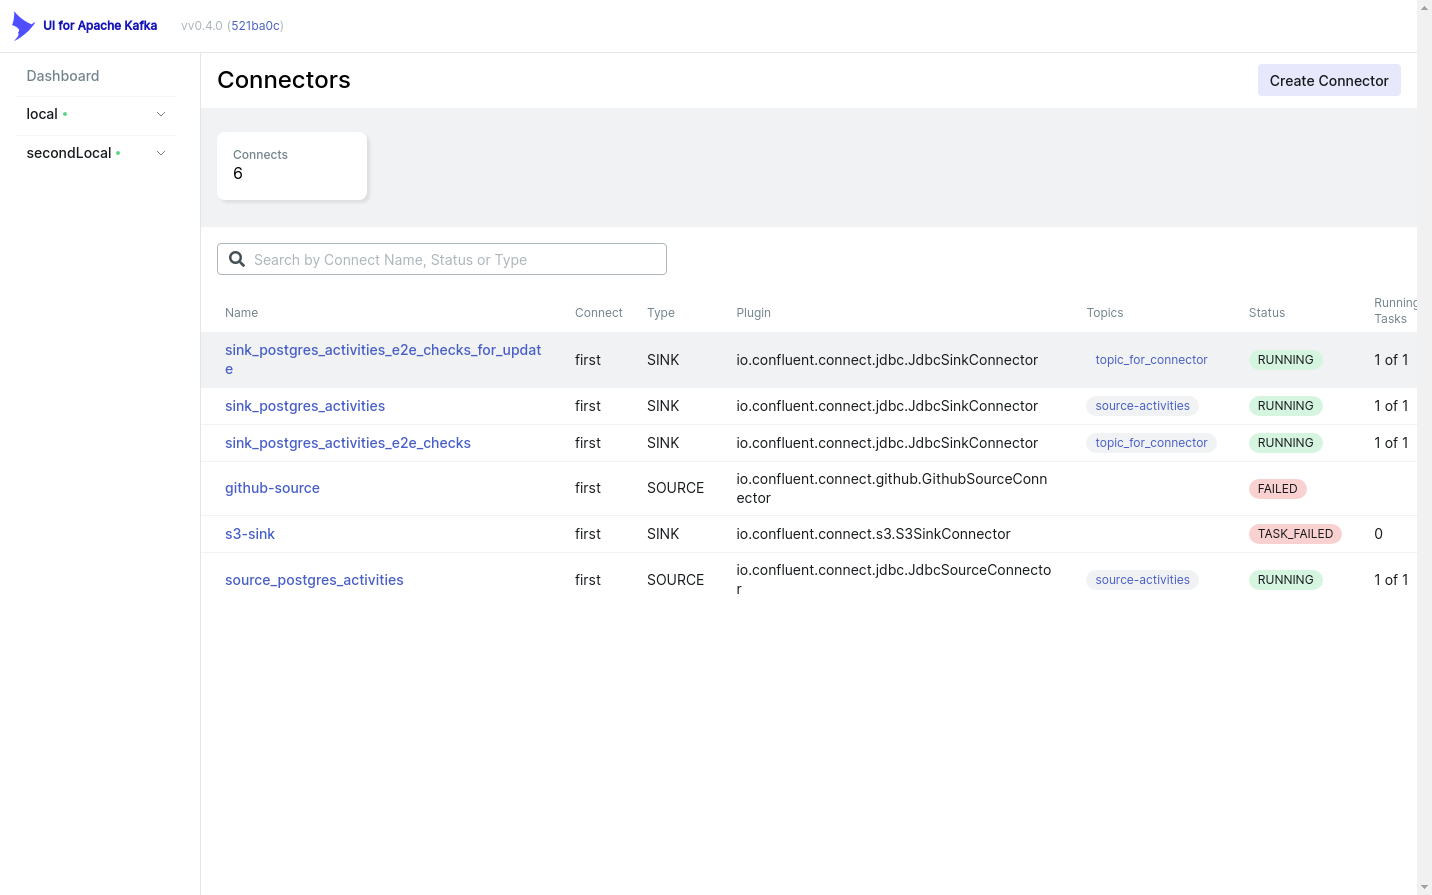 UI for Apache Kafka
vv0.4.0 (521ba0c)
Dashboard
local
secondLocal
Connectors
Create Connector
Connects
6
Search by Connect Name, Status or Type
Name Connect Type Plugin Topics Status Running
Tasks
sink_postgres_activities_e2e_checks_for_updat
e
first SINK io.confluent.connect.jdbc.JdbcSinkConnector topic_for_connector RUNNING 1 of 1
sink_postgres_activities first SINK io.confluent.connect.jdbc.JdbcSinkConnector source-activities RUNNING 1 of 1
sink_postgres_activities_e2e_checks first SINK io.confluent.connect.jdbc.JdbcSinkConnector topic_for_connector RUNNING 1 of 1
github-source first SOURCE io.confluent.connect.github.GithubSourceConn
ector
FAILED
s3-sink first SINK io.confluent.connect.s3.S3SinkConnector TASK_FAILED 0
source_postgres_activities first SOURCE io.confluent.connect.jdbc.JdbcSourceConnecto
r
source-activities RUNNING 1 of 1